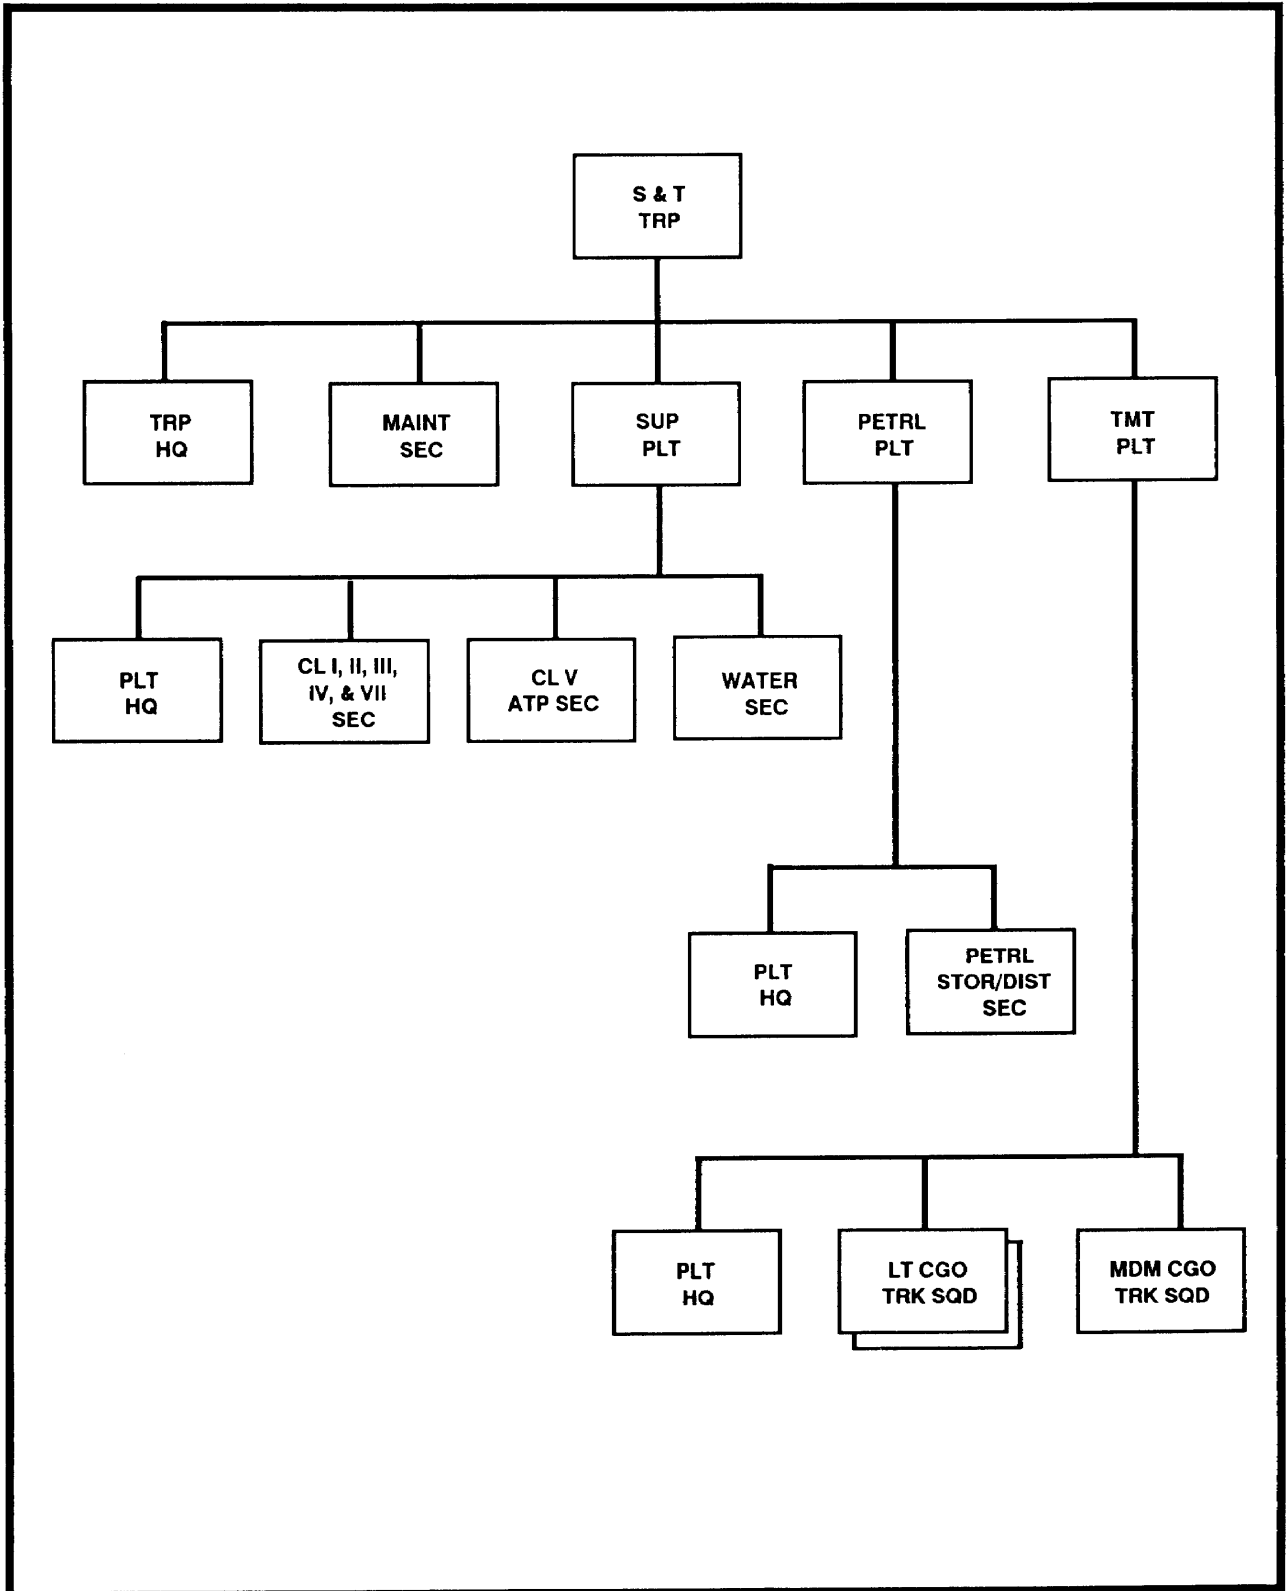 S & T
TRP
TRP
HQ
MAINT
SEC
SUP
PLT
PETRL
PLT
TMT
PLT
PLT
HQ
CL I, II, III,
IV, & VII
SEC
CL V
ATP SEC
WATER
SEC
PLT
HQ
PETRL
STOR/DIST
SEC
PLT
HQ
LT CGO
TRK SQD
MDM CGO
TRK SQD